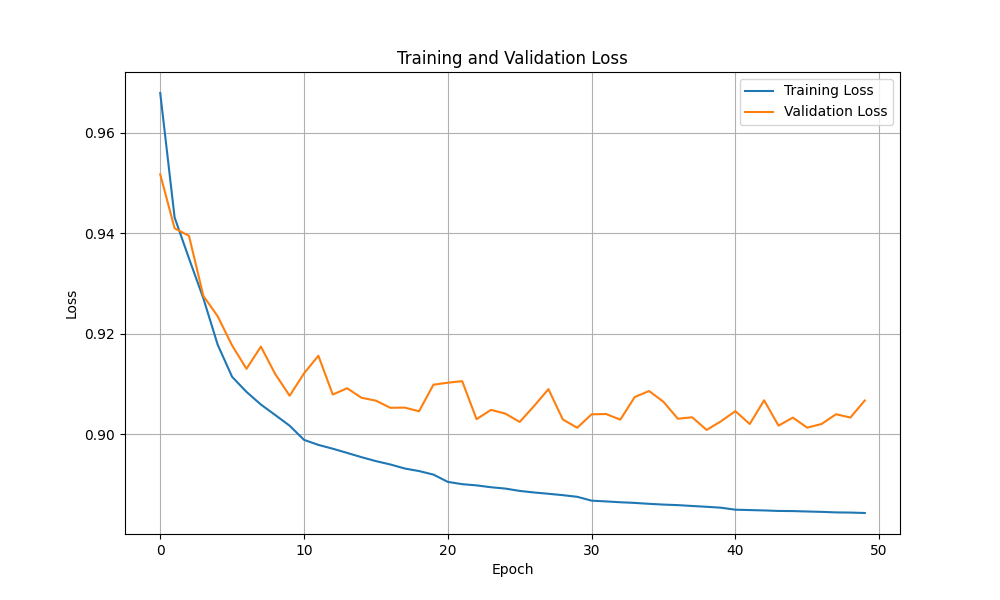 Training and Validation Loss
Training Loss
Validation Loss
0.96
0.94
0.92
0.90
Loss
0 10 20 30 40 50
Epoch